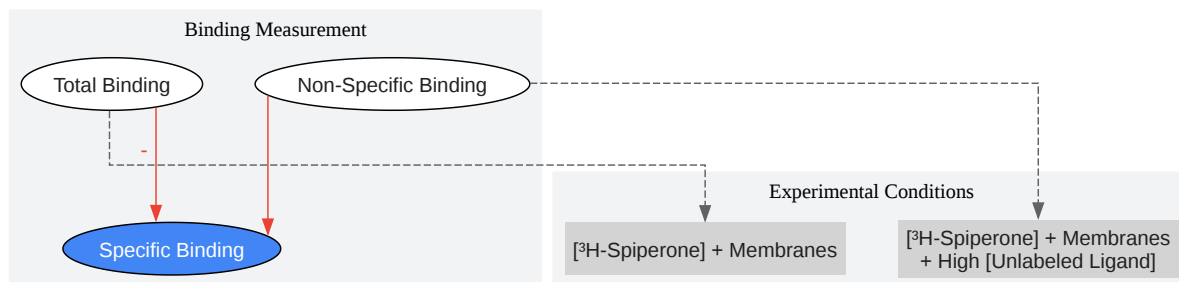 Binding Measurement
Total Binding
Non-Specific Binding
-
Specific Binding
Experimental Conditions
[³H-Spiperone] + Membranes
[³H-Spiperone] + Membranes
+ High [Unlabeled Ligand]